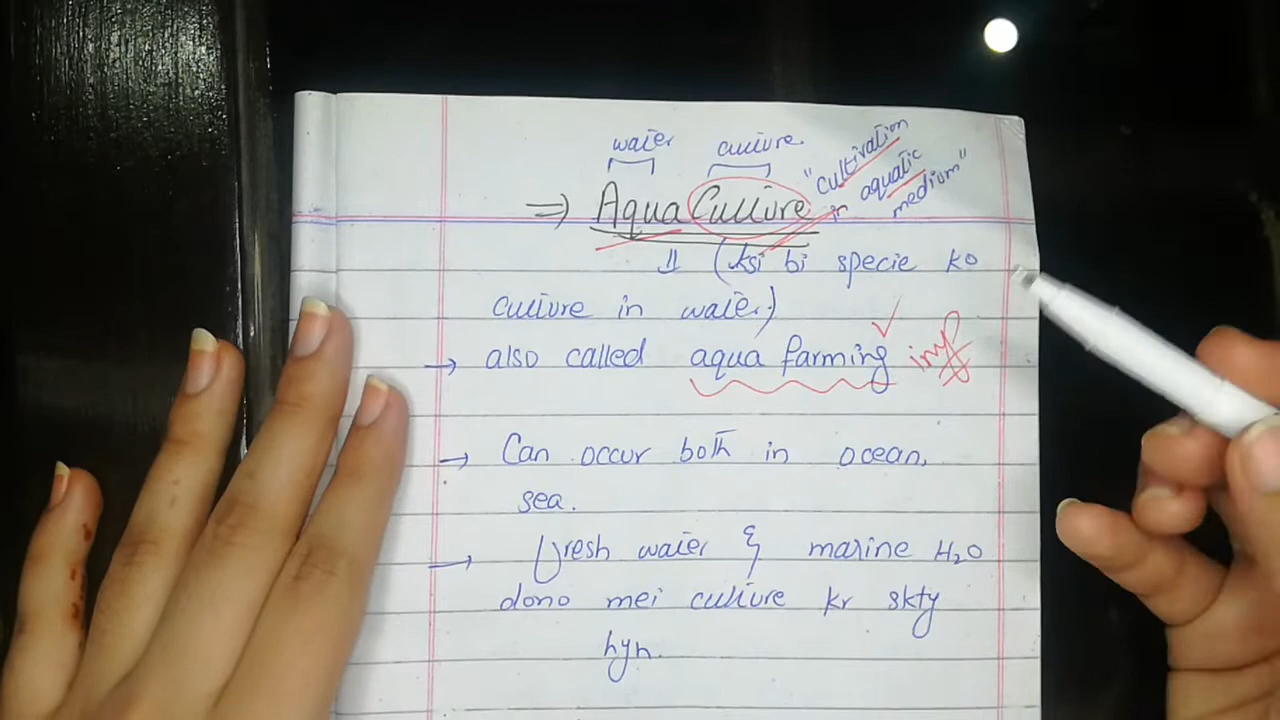 water culture
"cultivation
in aquatic
medium"
⇒ AquaCulture
(ksi bi specie ko
culture in water)
→ also called aqua farming ✓ imp
→ Can occur both in ocean,
sea.
→ fresh water & marine H₂O
dono mei culture kr skty
hyn.